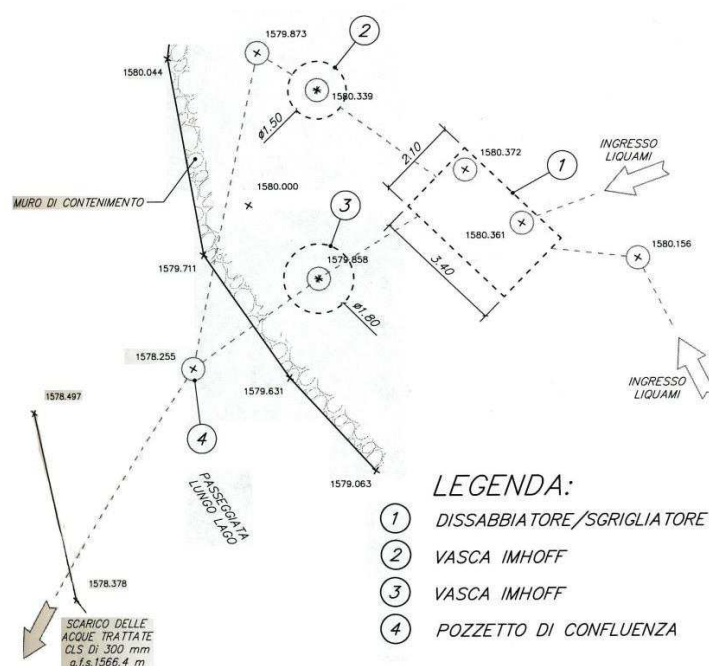 1579.873
2
1580.044
1580.339
ø1.50
2.10
1580.372
1
INGRESSO
LIQUAMI
MURO DI CONTENIMENTO
1580.000
3
1580.361
1580.156
1579.711
1579.858
3.40
ø1.80
1578.255
1579.631
INGRESSO
LIQUAMI
1578.497
4
PASSEGGIATA
LUNGO LAGO
1579.063
LEGENDA:
1 DISSABBIATORE/SGRIGLIATORE
2 VASCA IMHOFF
3 VASCA IMHOFF
4 POZZETTO DI CONFLUENZA
1578.378
SCARICO DELLE
ACQUE TRATTATE
CLS Di 300 mm
q.f.s.1566.4 m